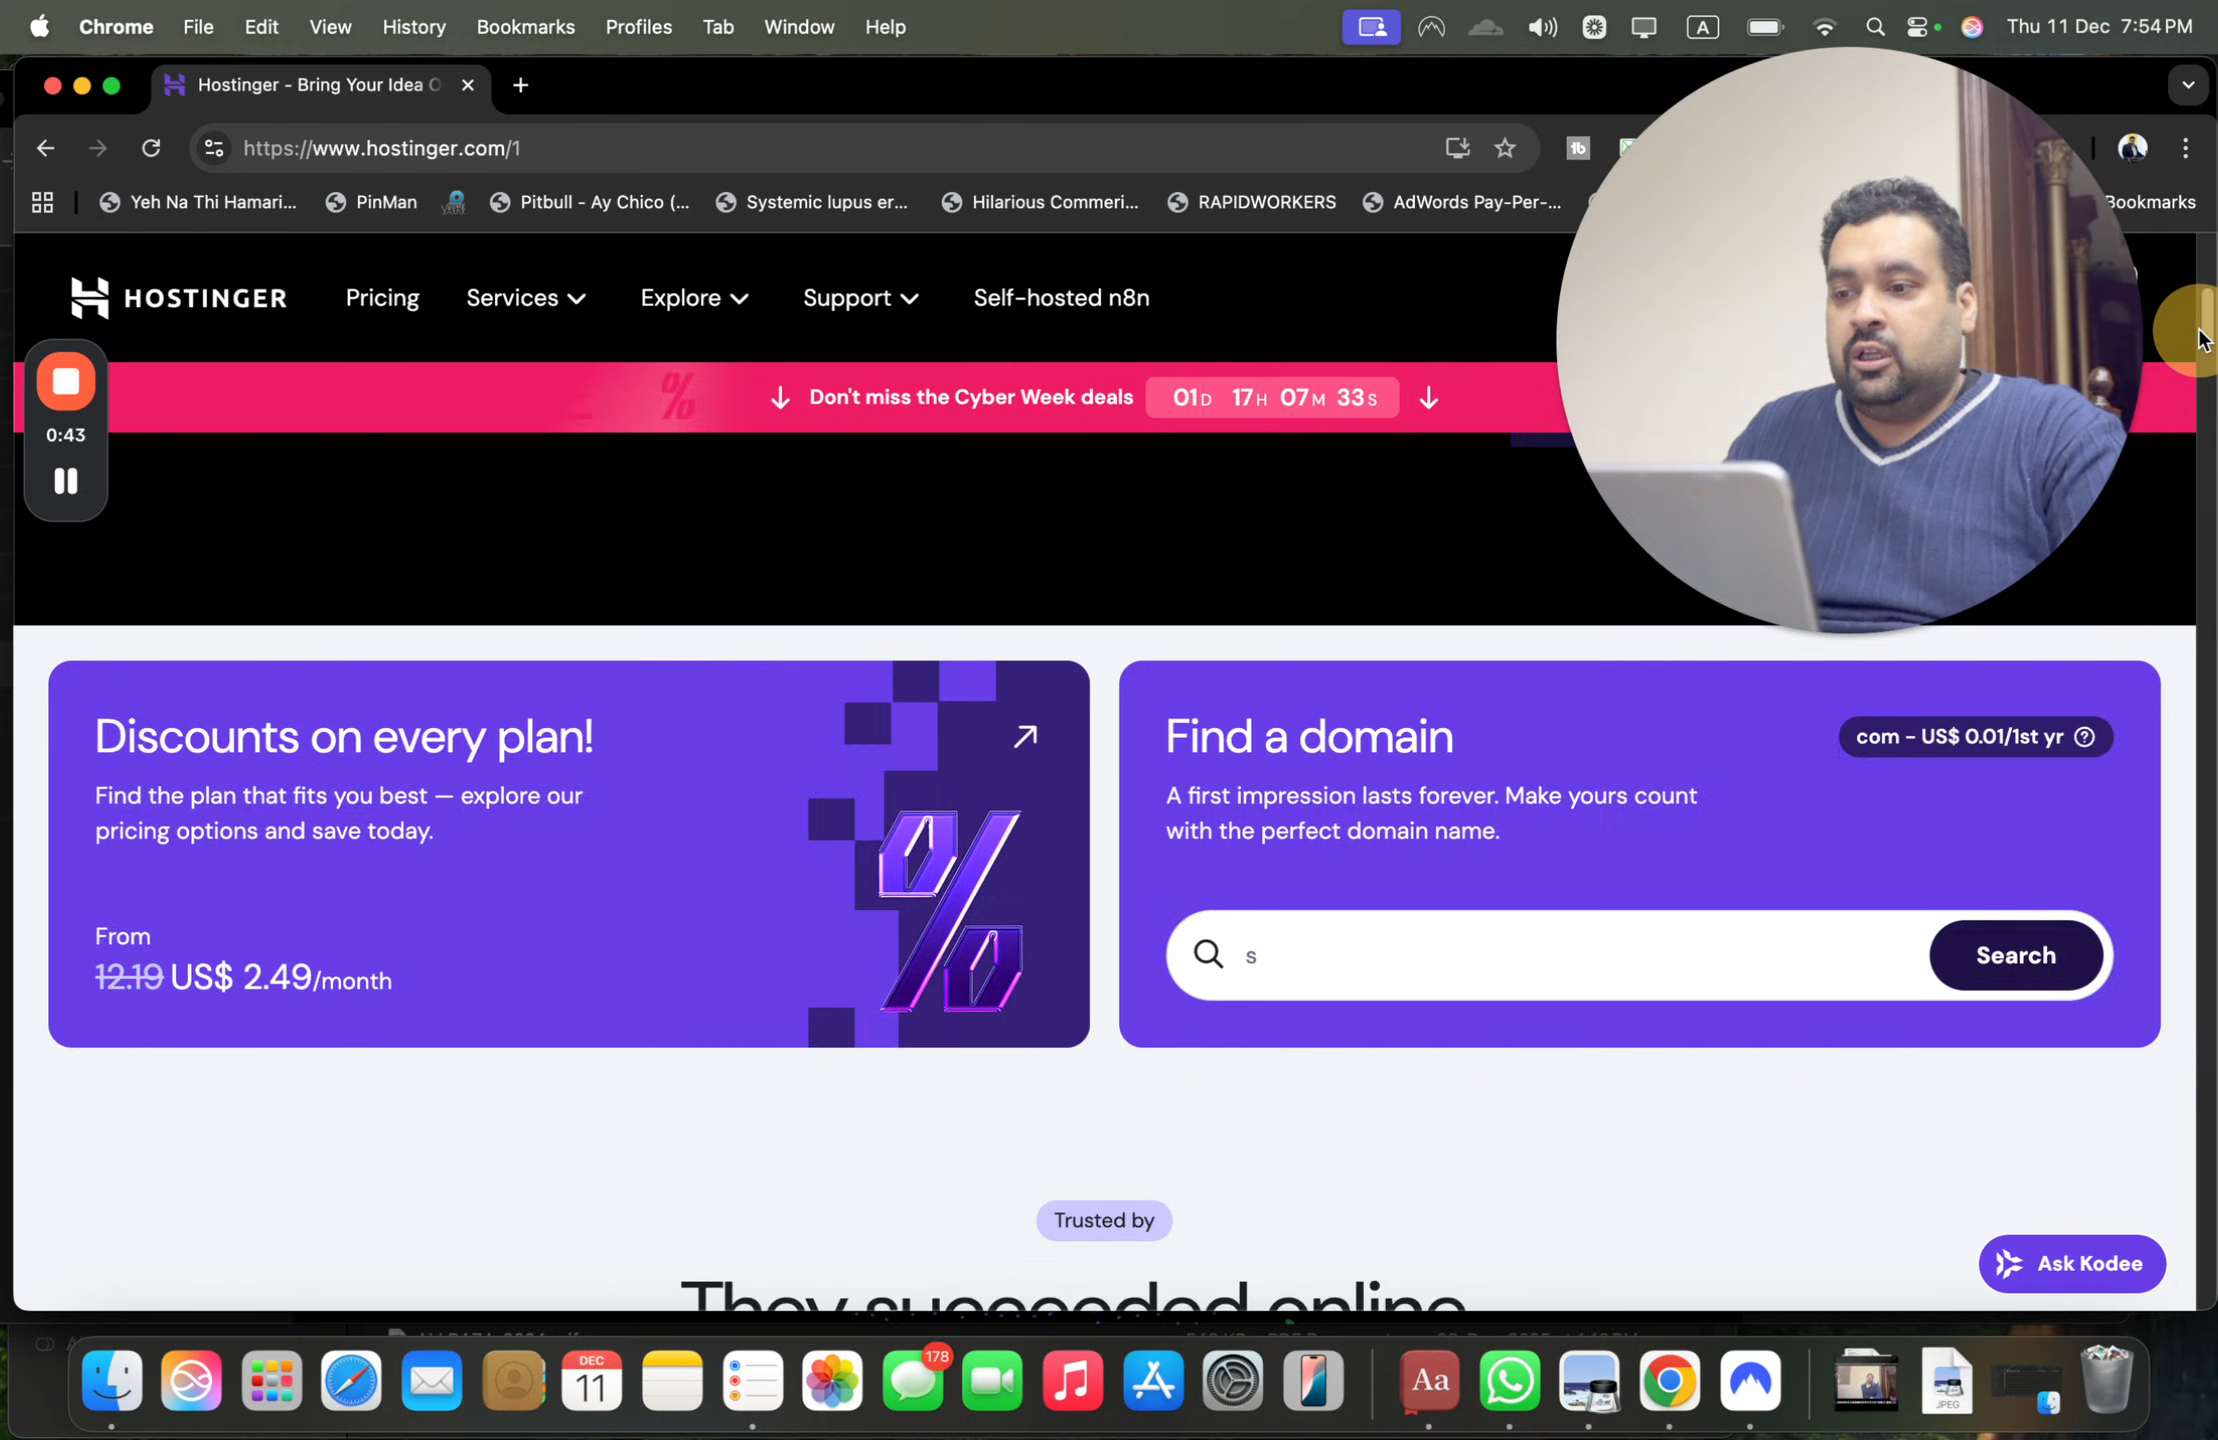 Chrome File Edit View History Bookmarks Profiles Tab Window Help A Thu 11 Dec 7:54 PM
Hostinger - Bring Your Idea
https://www.hostinger.com/1
Yeh Na Thi Hamari... PinMan Pitbull - Ay Chico (... Systemic lupus er... Hilarious Commeri... RAPIDWORKERS AdWords Pay-Per-... Bookmarks
HOSTINGER Pricing Services Explore Support Self-hosted n8n
% Don't miss the Cyber Week deals 01D 17H 07M 33S
0:43
Discounts on every plan!
Find the plan that fits you best — explore our
pricing options and save today.
From
12.19 US$ 2.49/month
%
Find a domain
com - US$ 0.01/1st yr
A first impression lasts forever. Make yours count
with the perfect domain name.
s
Search
Trusted by
They succeeded online
Ask Kodee
DEC
11
178
Aa
JPEG